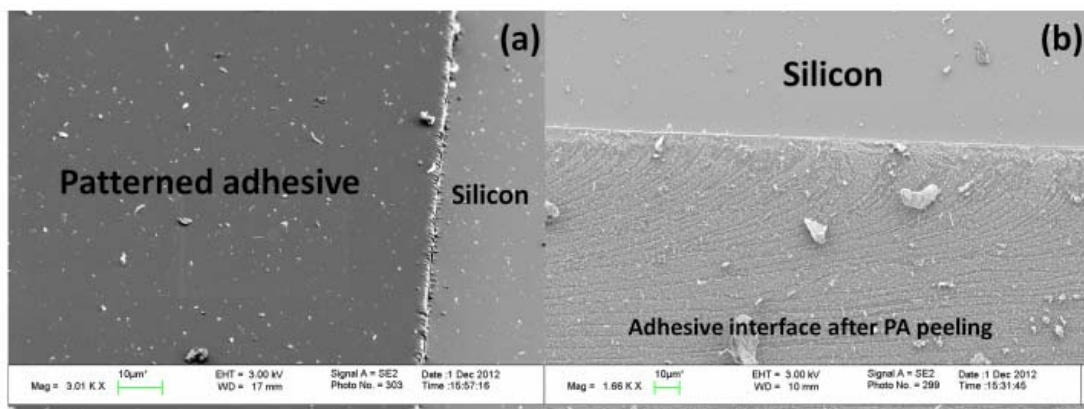 (a)
Patterned adhesive
Silicon
10µm
Mag = 3.01 K X
EHT = 3.00 kV
WD = 17 mm
Signal A = SE2
Photo No. = 303
Date :1 Dec 2012
Time :15:57:16
(b)
Silicon
Adhesive interface after PA peeling
10µm
Mag = 1.66 K X
EHT = 3.00 kV
WD = 10 mm
Signal A = SE2
Photo No. = 299
Date :1 Dec 2012
Time :15:31:45